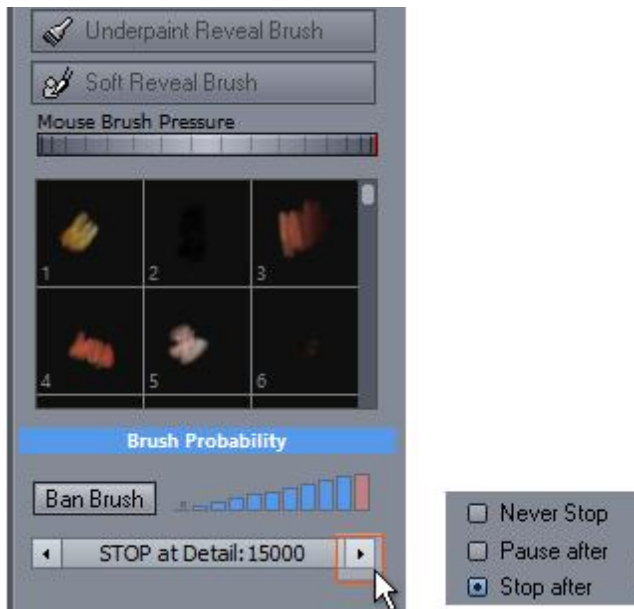 Underpaint Reveal Brush
Soft Reveal Brush
Mouse Brush Pressure
1
2
3
4
5
6
Brush Probability
Ban Brush
STOP at Detail:15000
Never Stop
Pause after
Stop after